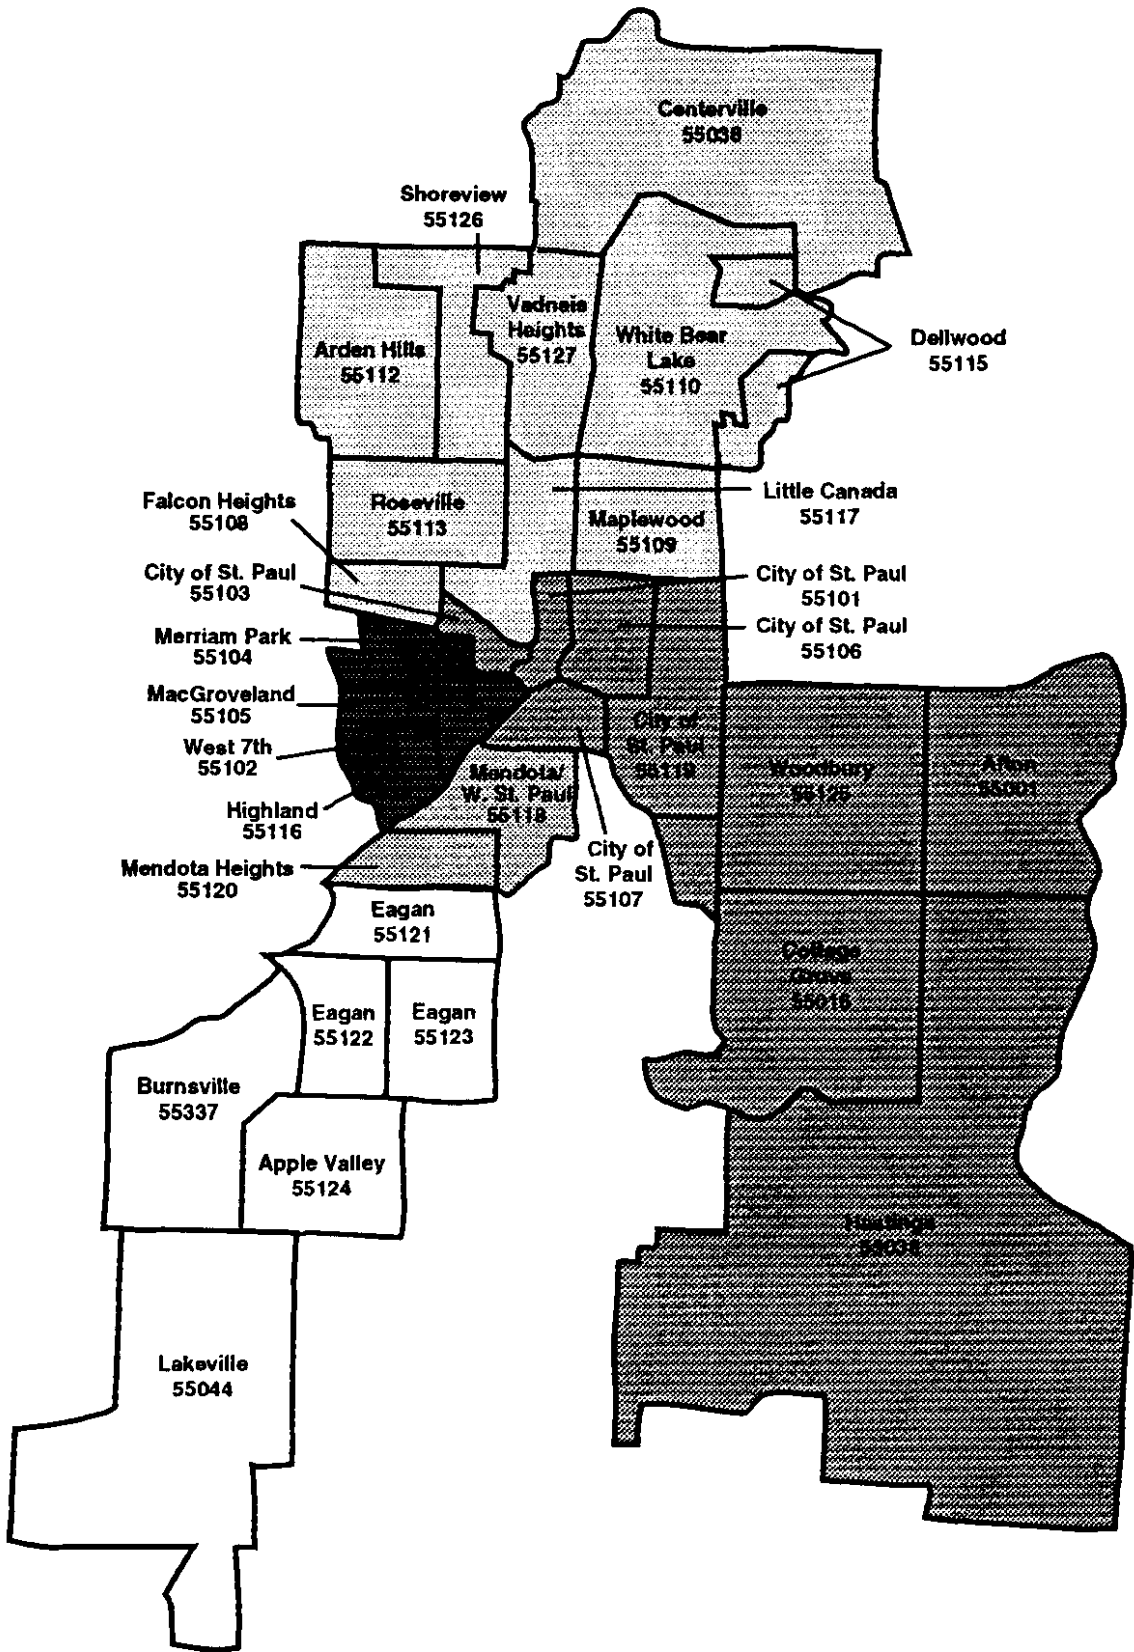 Centerville
55038
Shoreview
55126
Vadnais
Heights
55127
White Bear
Lake
55110
Dellwood
55115
Arden Hills
55112
Falcon Heights
55108
Roseville
55113
Little Canada
55117
Maplewood
55109
City of St. Paul
55103
City of St. Paul
55101
City of St. Paul
55106
Merriam Park
55104
MacGroveland
55105
West 7th
55102
Highland
55116
City of
St. Paul
55119
Woodbury
55125
Afton
55001
Mendota/
W. St. Paul
55118
City of
St. Paul
55107
Mendota Heights
55120
Eagan
55121
Cottage
Grove
55016
Eagan
55122
Eagan
55123
Burnsville
55337
Apple Valley
55124
Hastings
Lakeville
55044